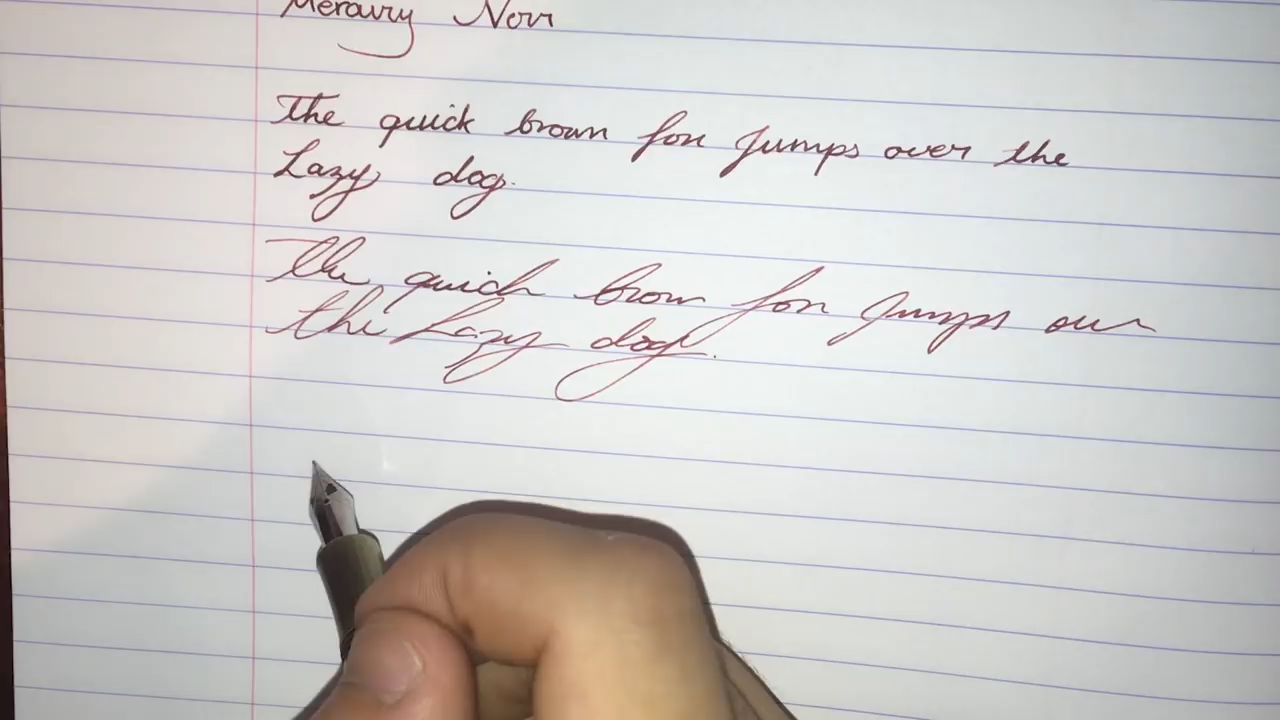 The quick brown fox Jumps over the
Lazy dog.
The quick brown fox Jumps over
the Lazy dog.